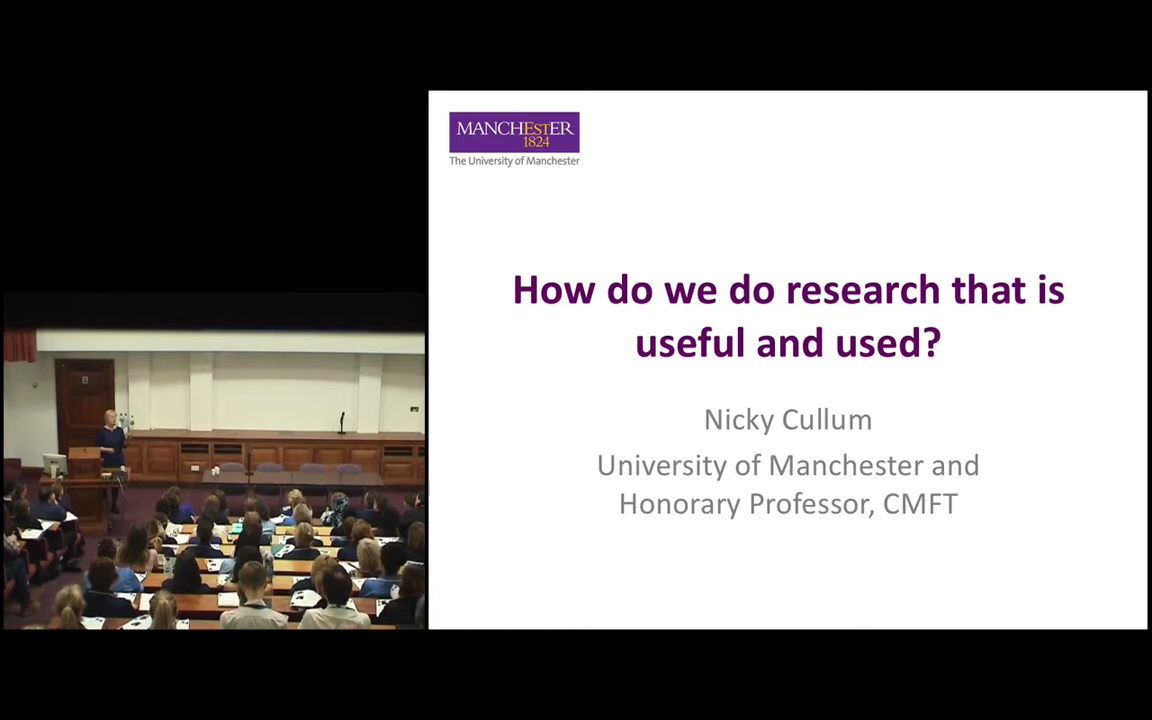 MANCHESTER
1824
The University of Manchester
How do we do research that is
useful and used?
Nicky Cullum
University of Manchester and
Honorary Professor, CMFT